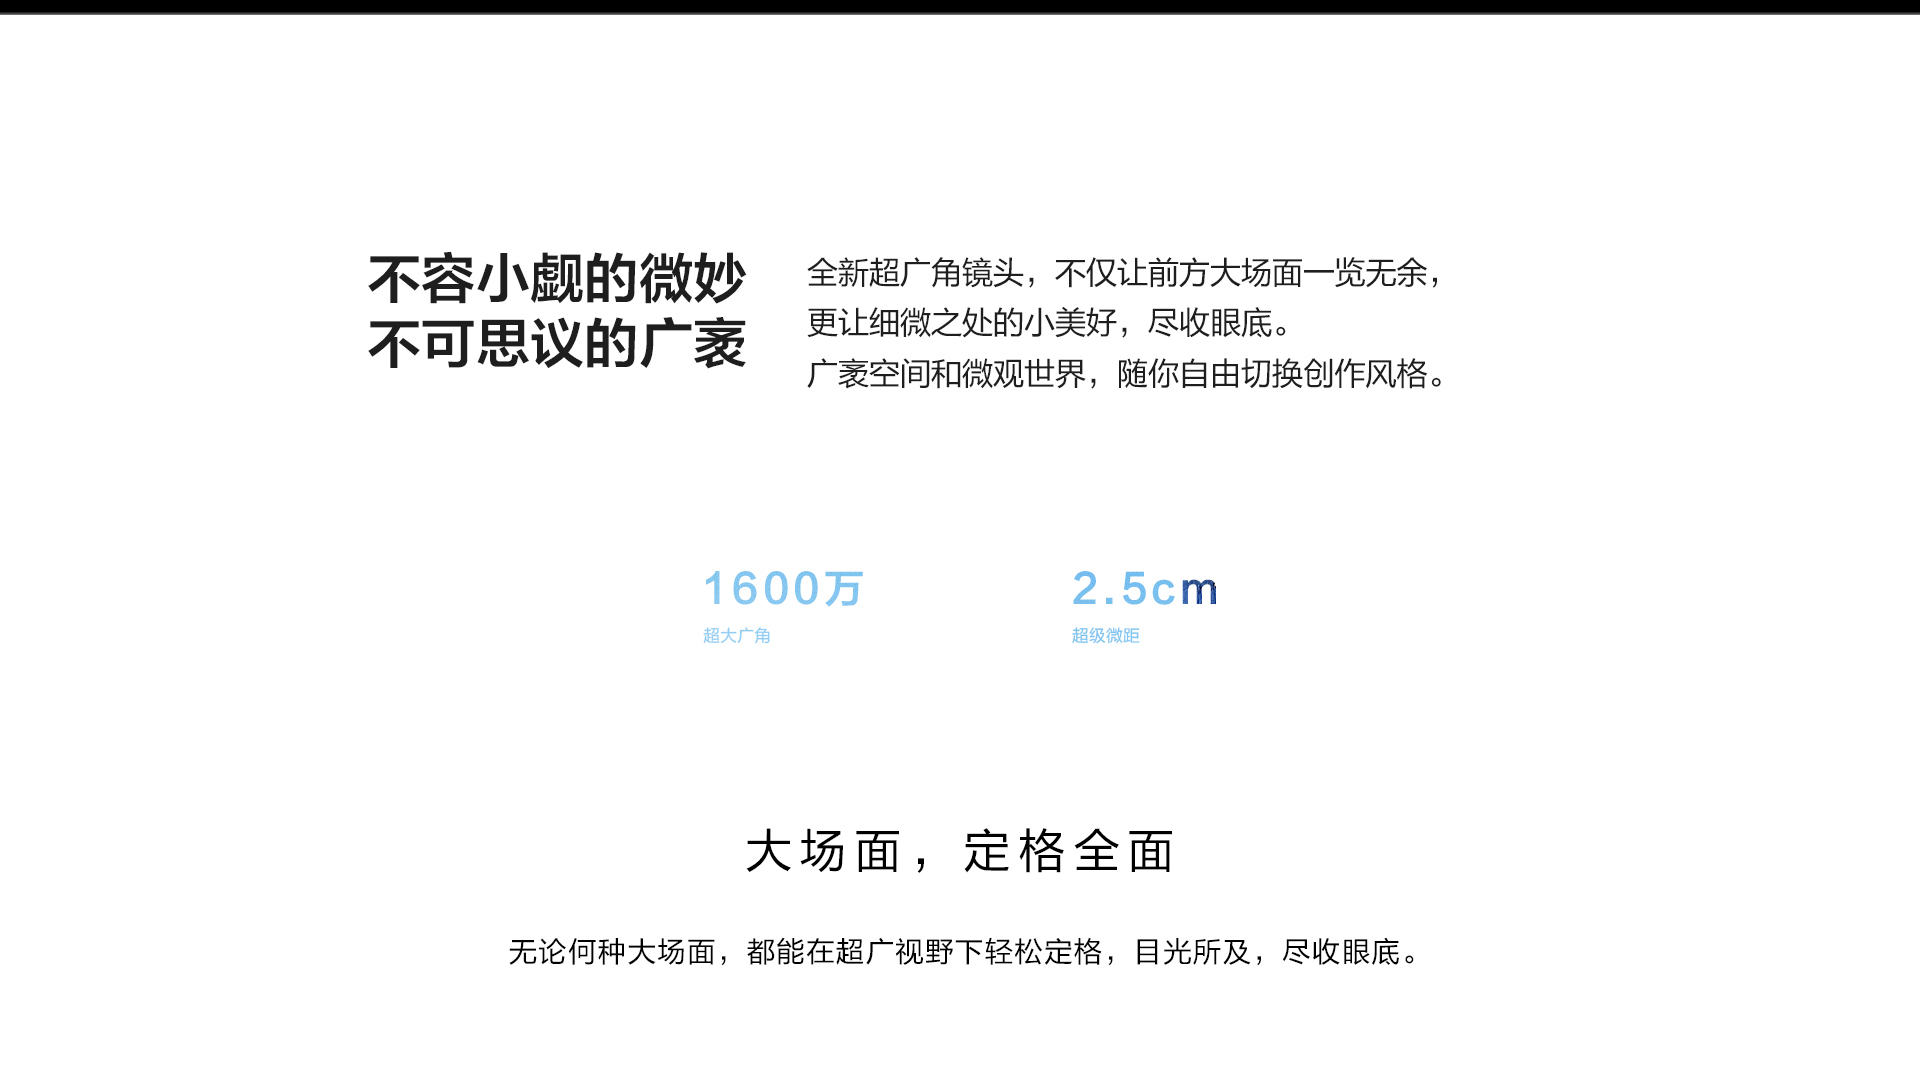 不容小觑的微妙
不可思议的广袤
全新超广角镜头，不仅让前方大场面一览无余，
更让细微之处的小美好，尽收眼底。
广袤空间和微观世界，随你自由切换创作风格。
1600万
超大广角
2.5cm
超级微距
大场面，定格全面
无论何种大场面，都能在超广视野下轻松定格，目光所及，尽收眼底。